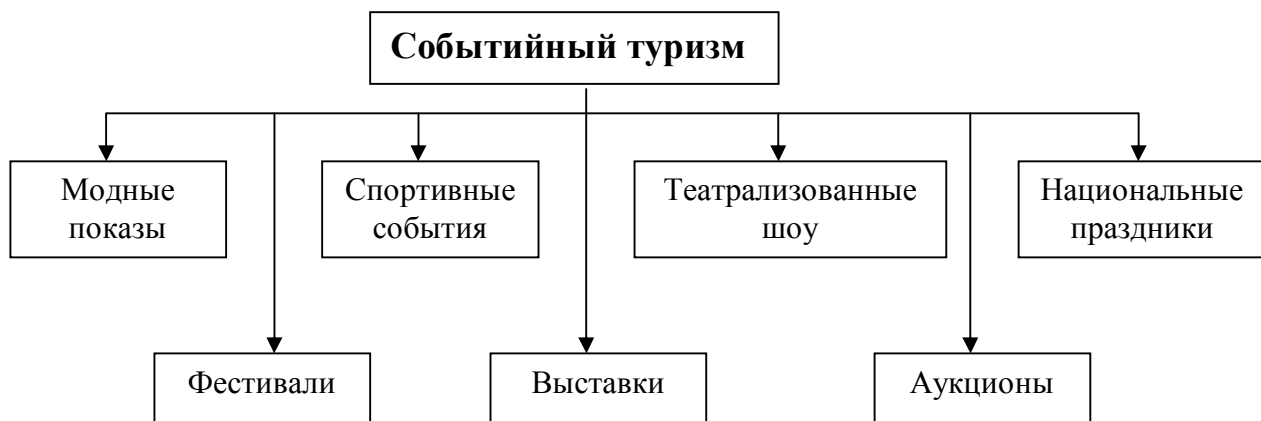 Событийный туризм
Модные
показы
Спортивные
события
Театрализованные
шоу
Национальные
праздники
Фестивали
Выставки
Аукционы